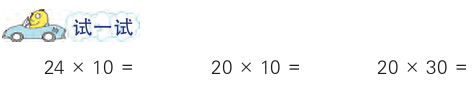 试一试
24 × 10 = 20 × 10 = 20 × 30 =